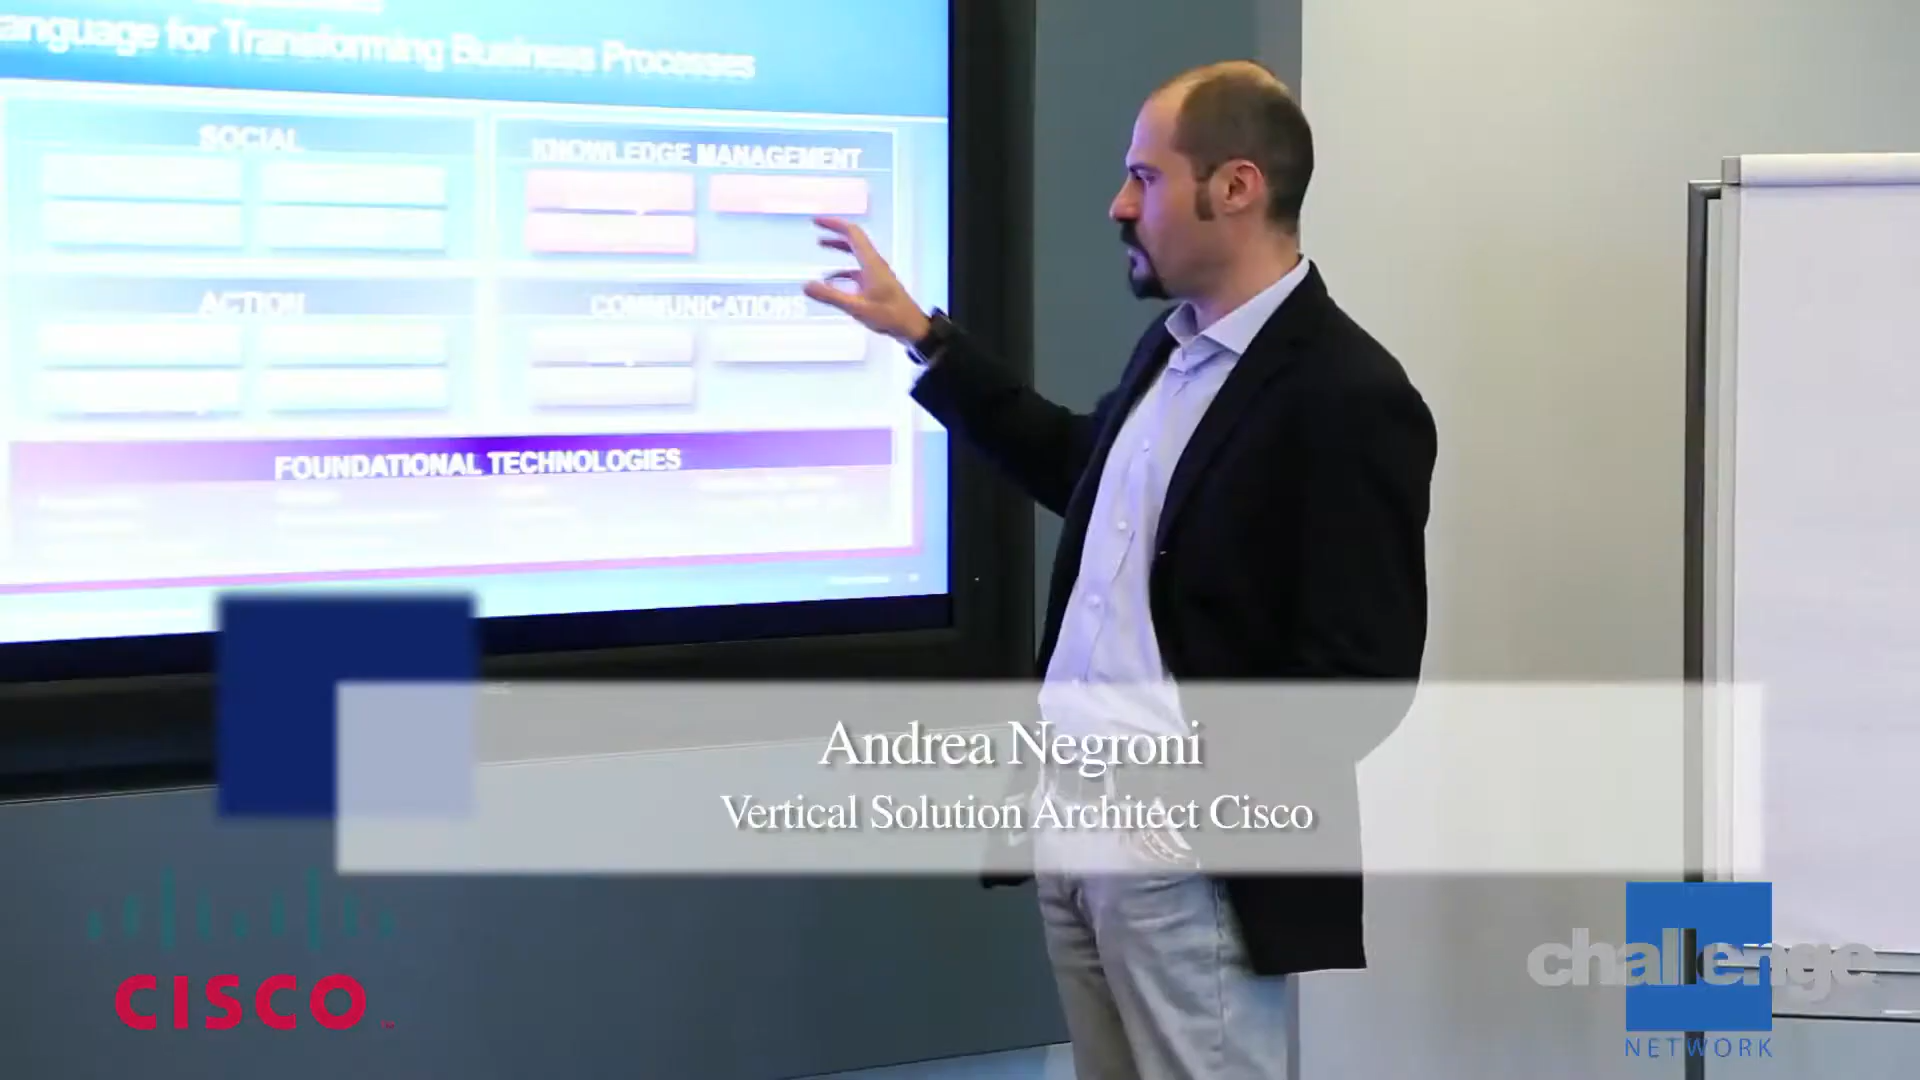 anguage for Transforming Business Processes
SOCIAL
KNOWLEDGE MANAGEMENT
ACTION
COMMUNICATIONS
FOUNDATIONAL TECHNOLOGIES
Andrea Negroni
Vertical Solution Architect Cisco
CISCO
challenge
NETWORK